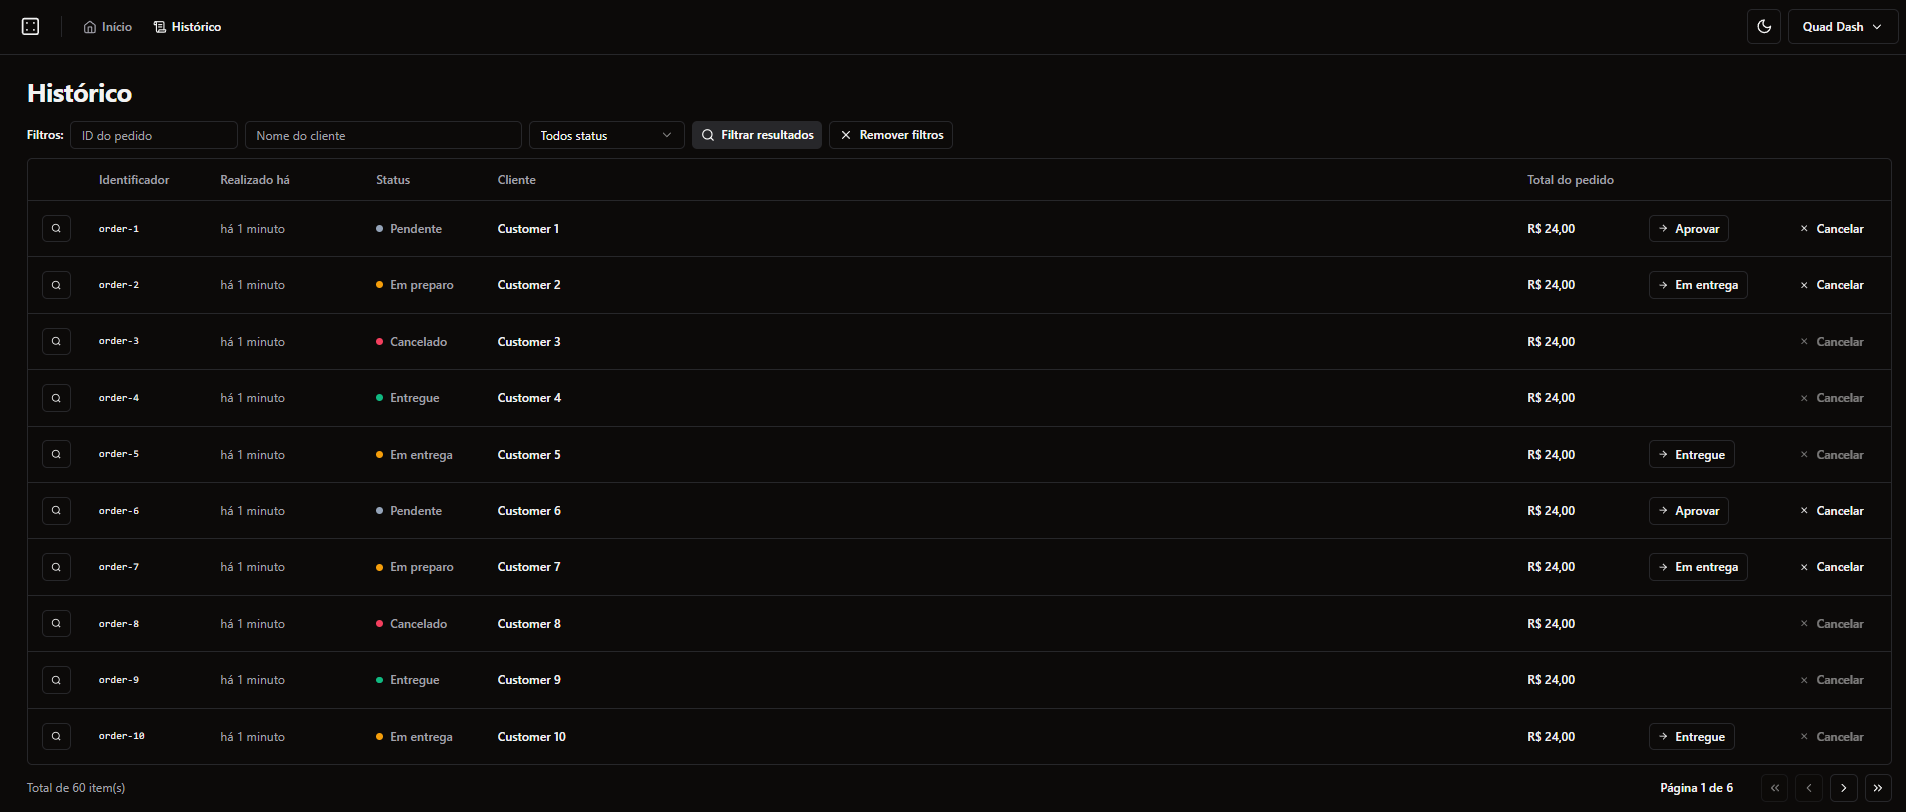 Início Histórico Quad Dash
Histórico
Filtros: ID do pedido Nome do cliente Todos status Filtrar resultados Remover filtros
Identificador Realizado há Status Cliente Total do pedido
order-1 há 1 minuto Pendente Customer 1 R$ 24,00 Aprovar Cancelar
order-2 há 1 minuto Em preparo Customer 2 R$ 24,00 Em entrega Cancelar
order-3 há 1 minuto Cancelado Customer 3 R$ 24,00 Cancelar
order-4 há 1 minuto Entregue Customer 4 R$ 24,00 Cancelar
order-5 há 1 minuto Em entrega Customer 5 R$ 24,00 Entregue Cancelar
order-6 há 1 minuto Pendente Customer 6 R$ 24,00 Aprovar Cancelar
order-7 há 1 minuto Em preparo Customer 7 R$ 24,00 Em entrega Cancelar
order-8 há 1 minuto Cancelado Customer 8 R$ 24,00 Cancelar
order-9 há 1 minuto Entregue Customer 9 R$ 24,00 Cancelar
order-10 há 1 minuto Em entrega Customer 10 R$ 24,00 Entregue Cancelar
Total de 60 item(s) Página 1 de 6